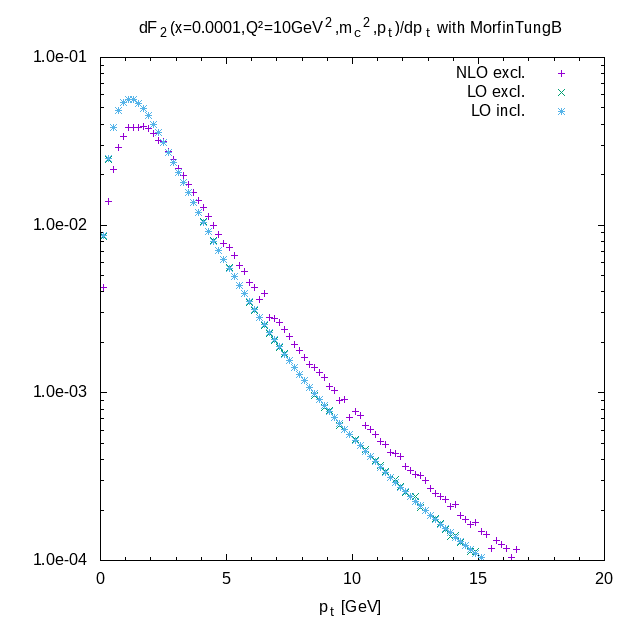 dF₂(x=0.0001,Q²=10GeV²,m_c²,p_t)/dp_t with MorfinTungB
NLO excl.
LO excl.
LO incl.
1.0e-01
1.0e-02
1.0e-03
1.0e-04
0 5 10 15 20
p_t [GeV]